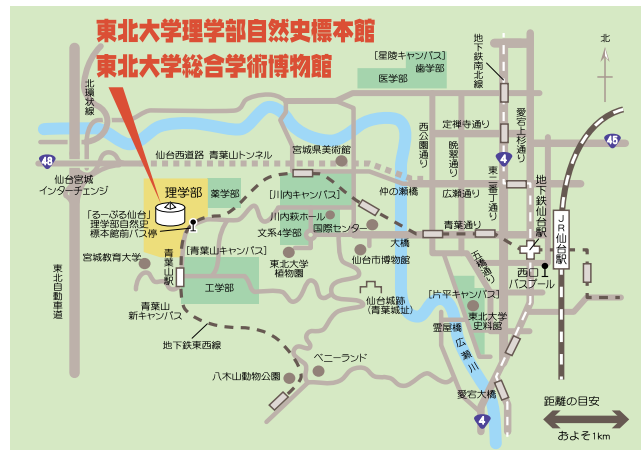 東北大学理学部自然史標本館
東北大学総合学術博物館
[星陵キャンパス]
歯学部
医学部
地下鉄南北線
北
北環状線
定禅寺通り
西公園通り
晩翠通り
愛宕上杉通り
東二番丁通り
48
4
45
仙台西道路 青葉山トンネル
宮城県美術館
仙台宮城
インターチェンジ
理学部
薬学部
[川内キャンパス]
仲の瀬橋
広瀬通り
地下鉄仙台駅
JR仙台駅
「るーぷる仙台」
理学部自然史
標本館前バス停
川内萩ホール
国際センター
青葉通り
文系4学部
大橋
五橋通り
西口
バスプール
宮城教育大学
[青葉山キャンパス]
青葉山駅
東北大学
植物園
仙台市博物館
東北自動車道
工学部
仙台城跡
(青葉城址)
[片平キャンパス]
東北大学
史料館
青葉山
新キャンパス
霊屋橋
広瀬川
地下鉄東西線
ベニーランド
八木山動物公園
愛宕大橋
4
距離の目安
およそ1km